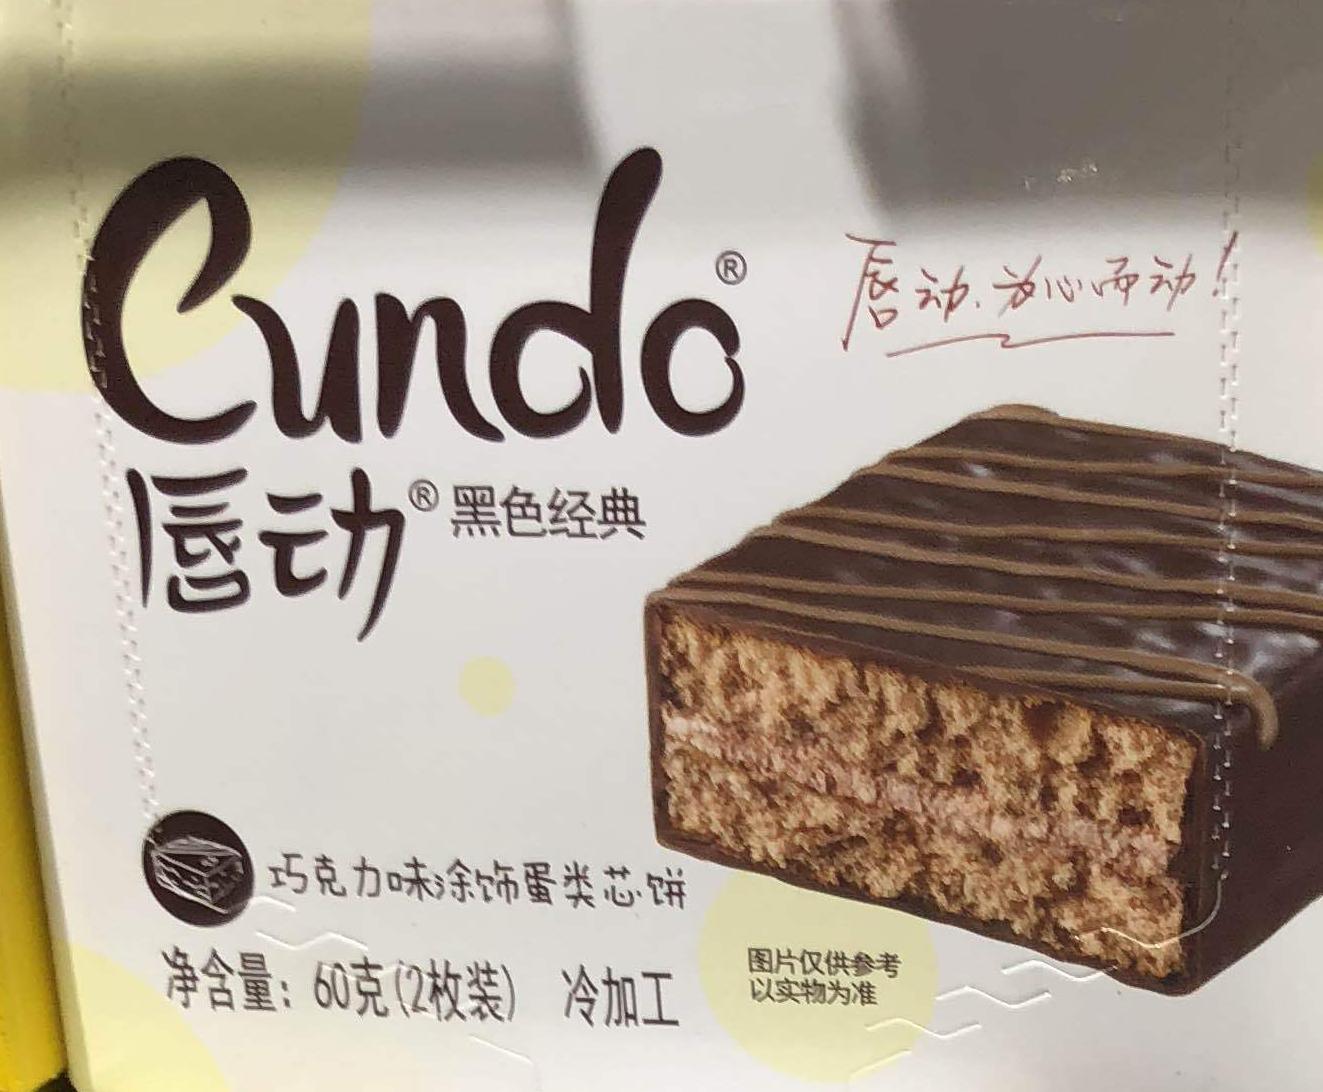 Cundo®
唇动,为心而动!
唇动®黑色经典
巧克力味涂饰蛋类芯饼
净含量:60克(2枚装) 冷加工
图片仅供参考
以实物为准